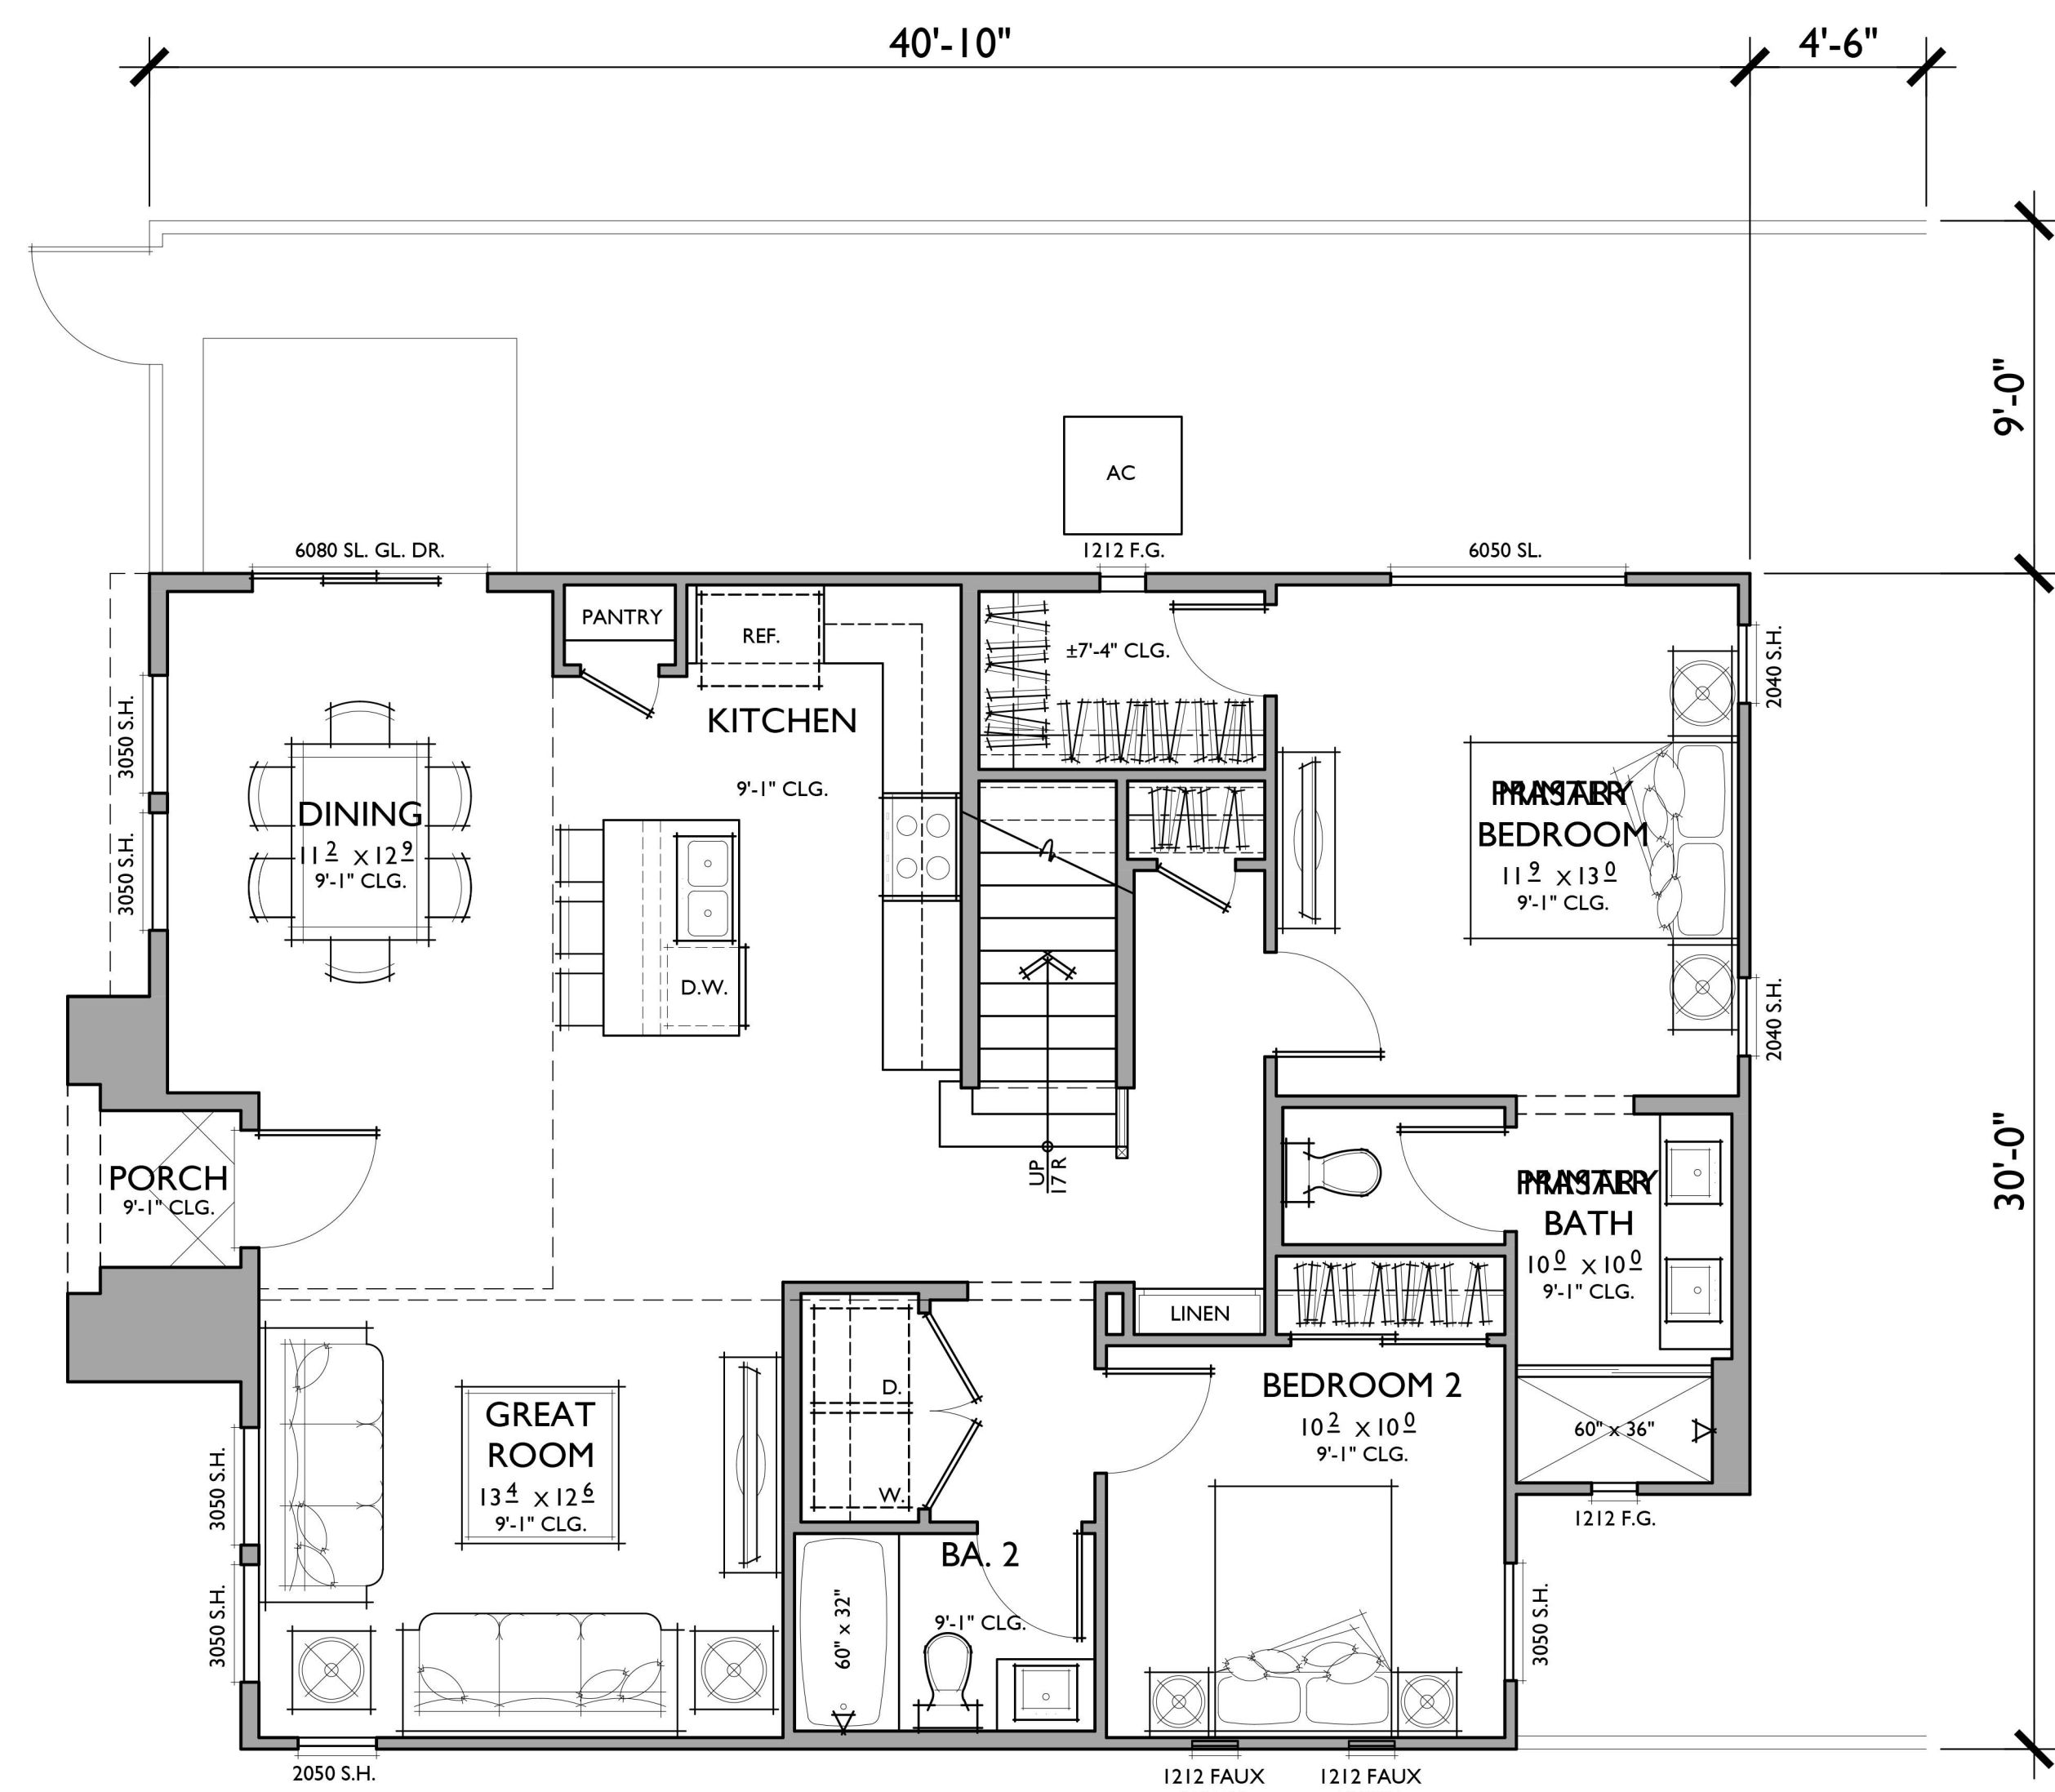 40'-10"
4'-6"
9'-0"
AC
6080 SL. GL. DR.
1212 F.G.
6050 SL.
PANTRY
REF.
±7'-4" CLG.
2040 S.H.
3050 S.H.
KITCHEN
9'-1" CLG.
DINING
11 2 X 12 9
9'-1" CLG.
3050 S.H.
BEDROOM
11 9 X 13 0
9'-1" CLG.
D.W.
2040 S.H.
30'-0"
PORCH
9'-1" CLG.
UP
17 R
BATH
10 0 X 10 0
9'-1" CLG.
LINEN
D.
W.
BEDROOM 2
10 2 X 10 0
9'-1" CLG.
GREAT
ROOM
13 4 X 12 6
9'-1" CLG.
60" x 36"
3050 S.H.
1212 F.G.
BA. 2
9'-1" CLG.
60" x 32"
3050 S.H.
3050 S.H.
2050 S.H.
1212 FAUX
1212 FAUX